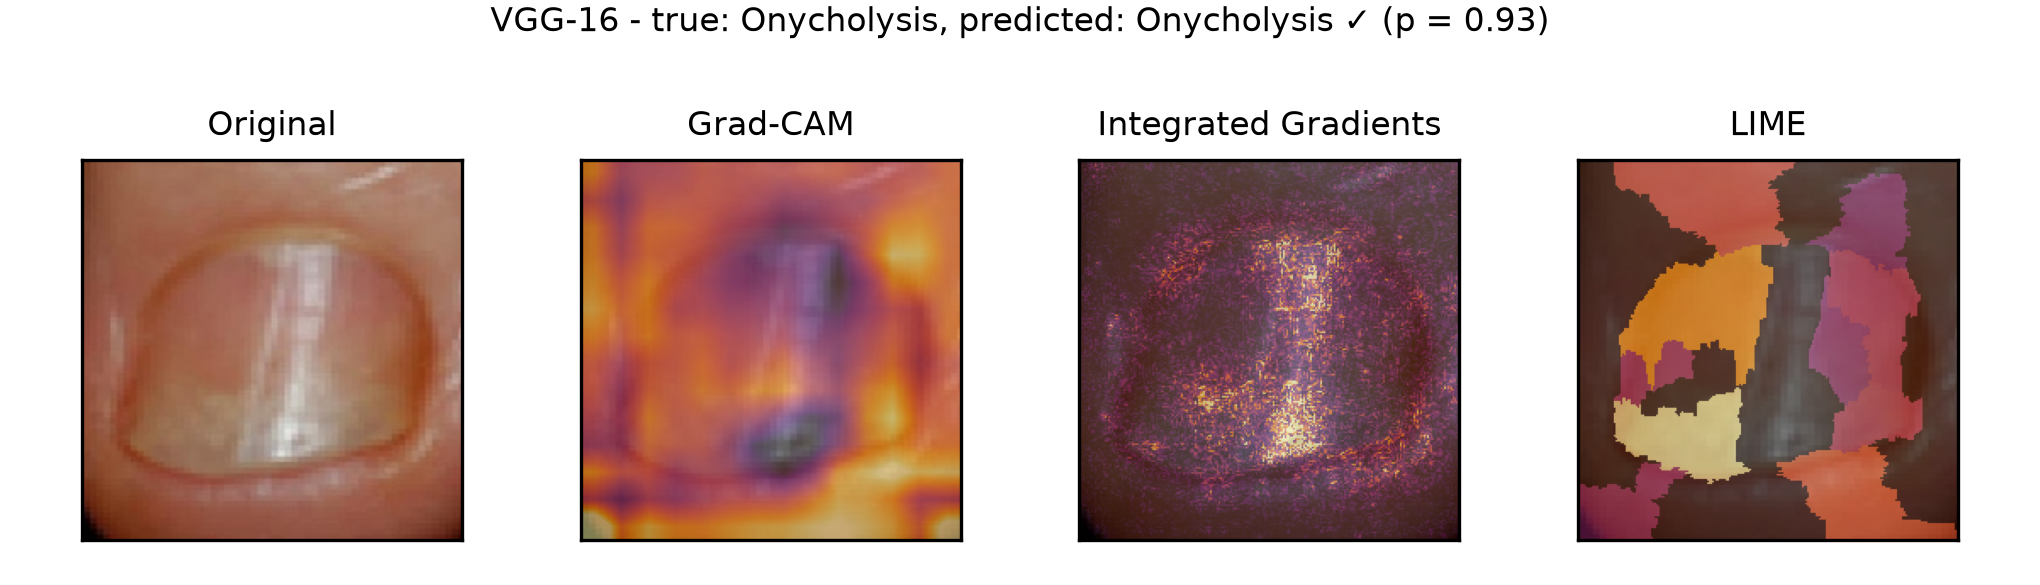 VGG-16 - true: Onycholysis, predicted: Onycholysis ✓ (p = 0.93)
Original
Grad-CAM
Integrated Gradients
LIME